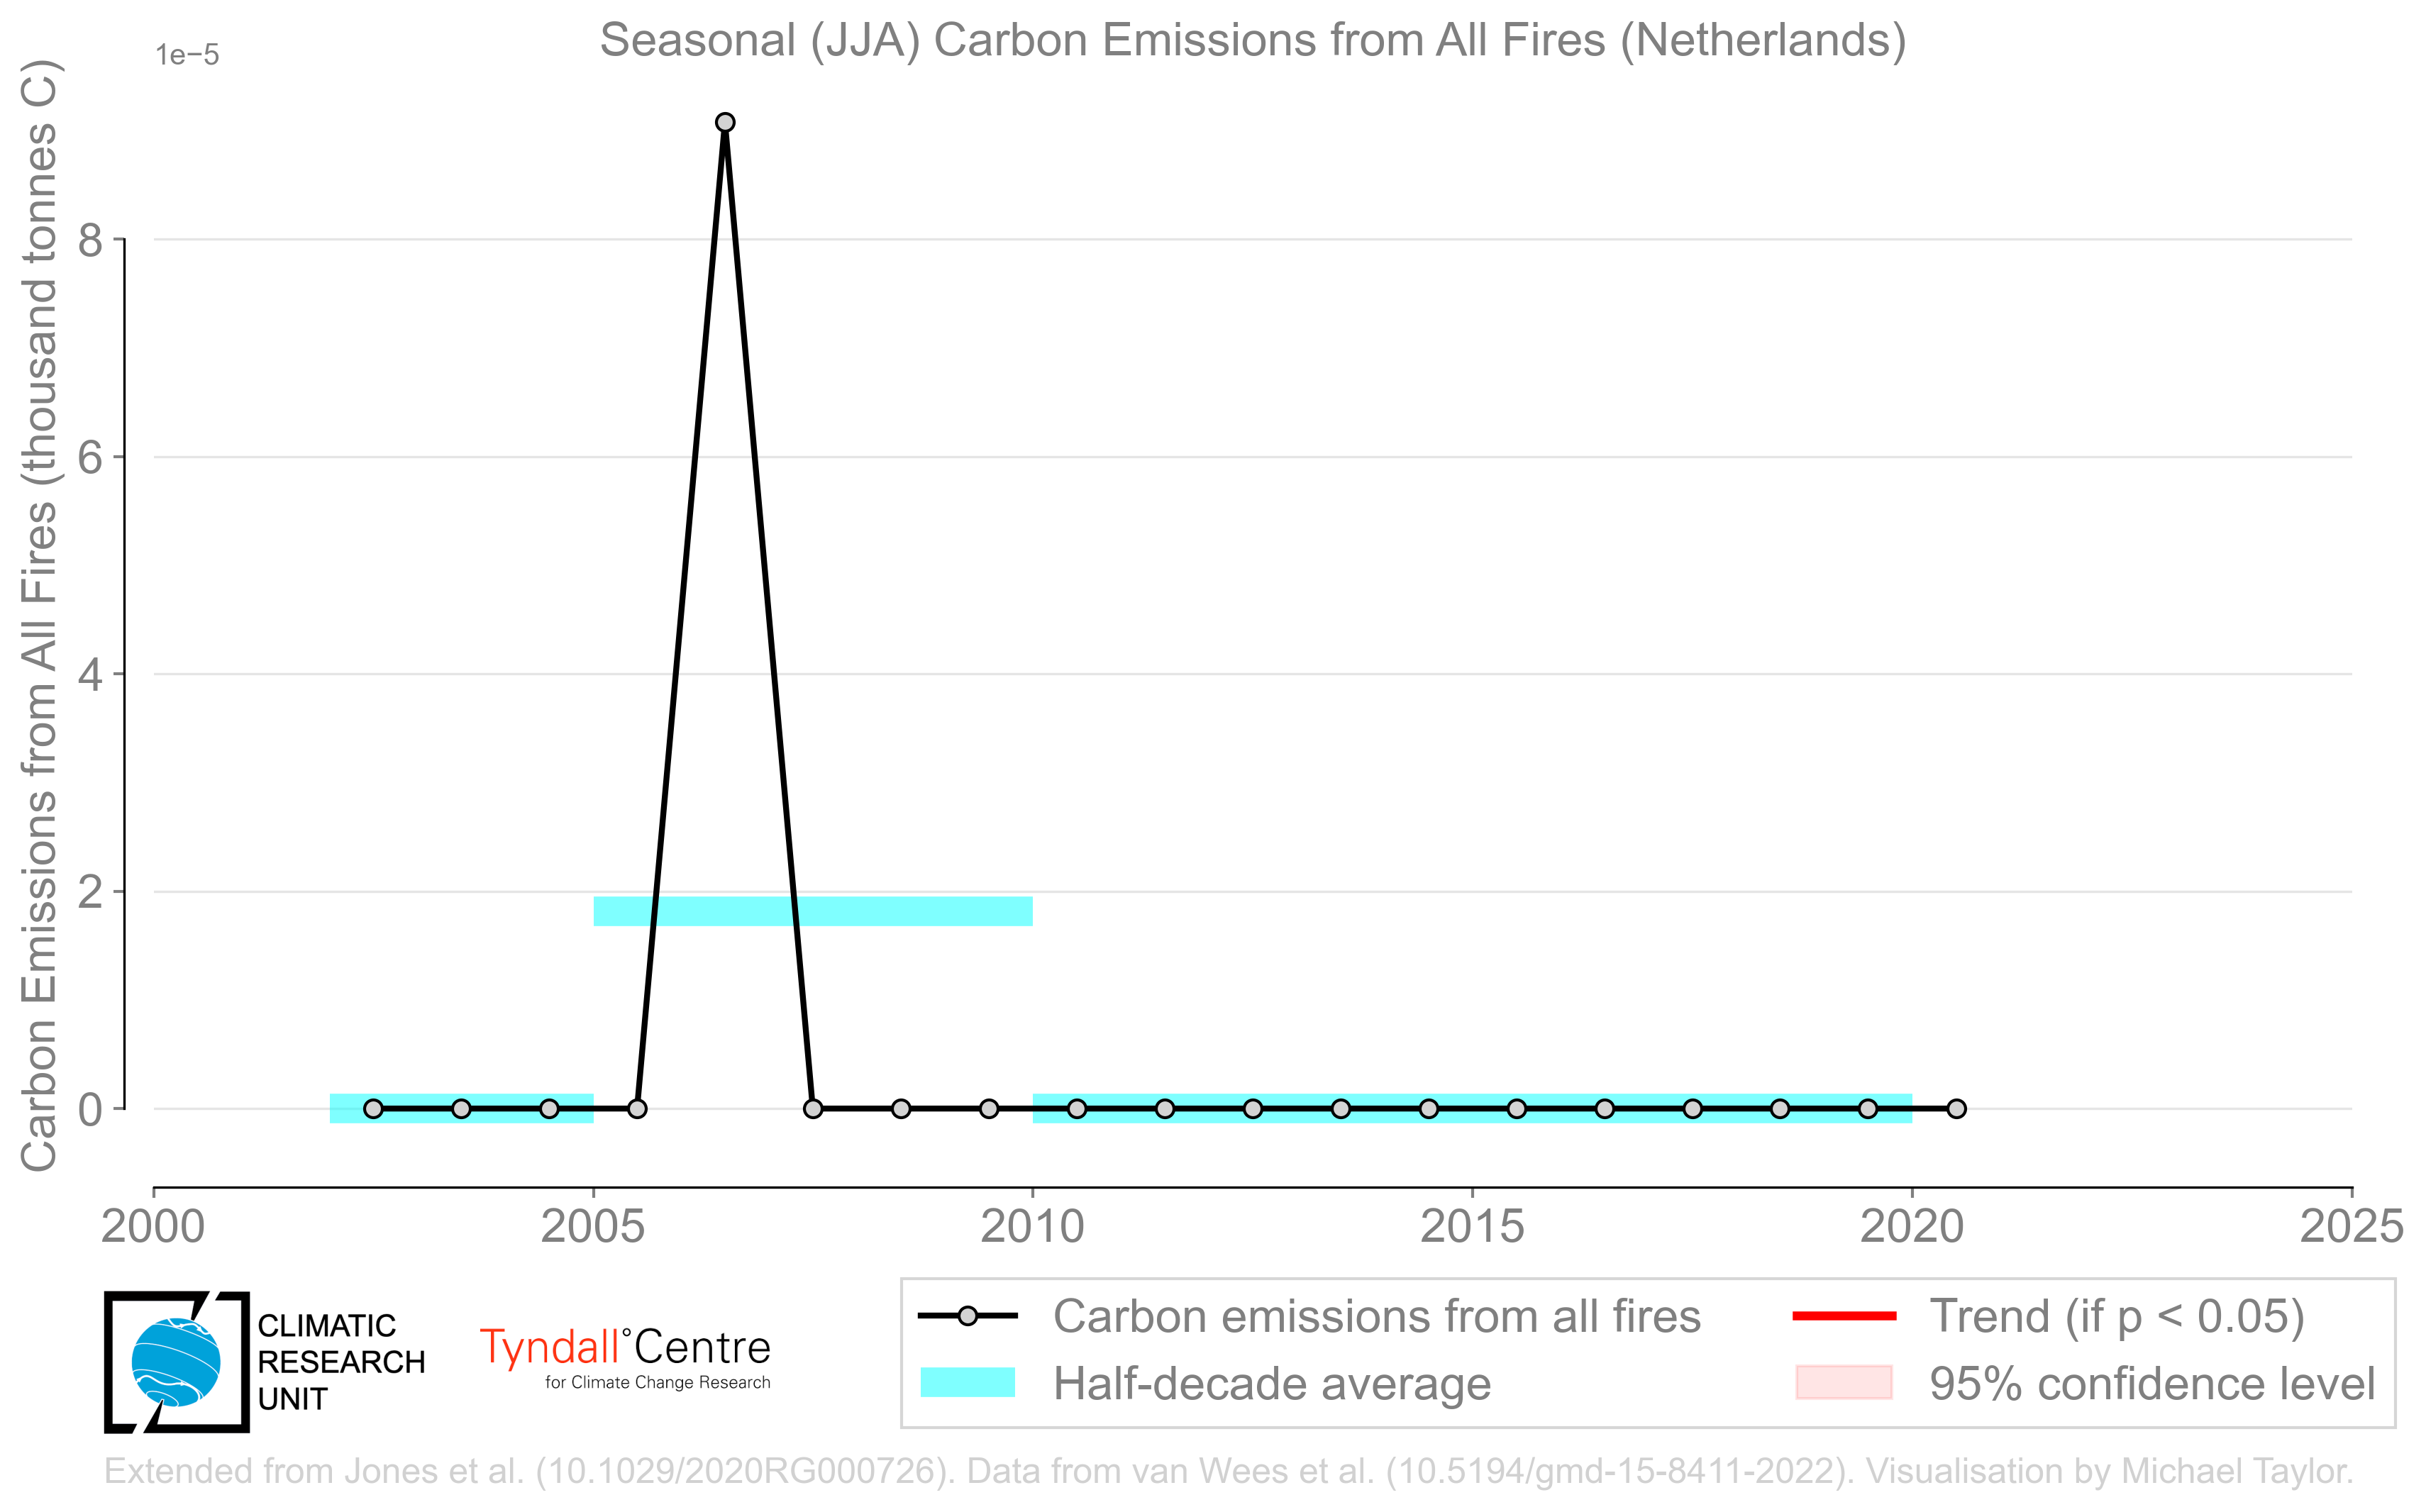 Seasonal (JJA) Carbon Emissions from All Fires (Netherlands)
1e−5
Carbon Emissions from All Fires (thousand tonnes C)
8
6
4
2
0
2000 2005 2010 2015 2020 2025
CLIMATIC
RESEARCH
UNIT
Tyndall°Centre
for Climate Change Research
Carbon emissions from all fires
Half-decade average
Trend (if p < 0.05)
95% confidence level
Extended from Jones et al. (10.1029/2020RG000726). Data from van Wees et al. (10.5194/gmd-15-8411-2022). Visualisation by Michael Taylor.